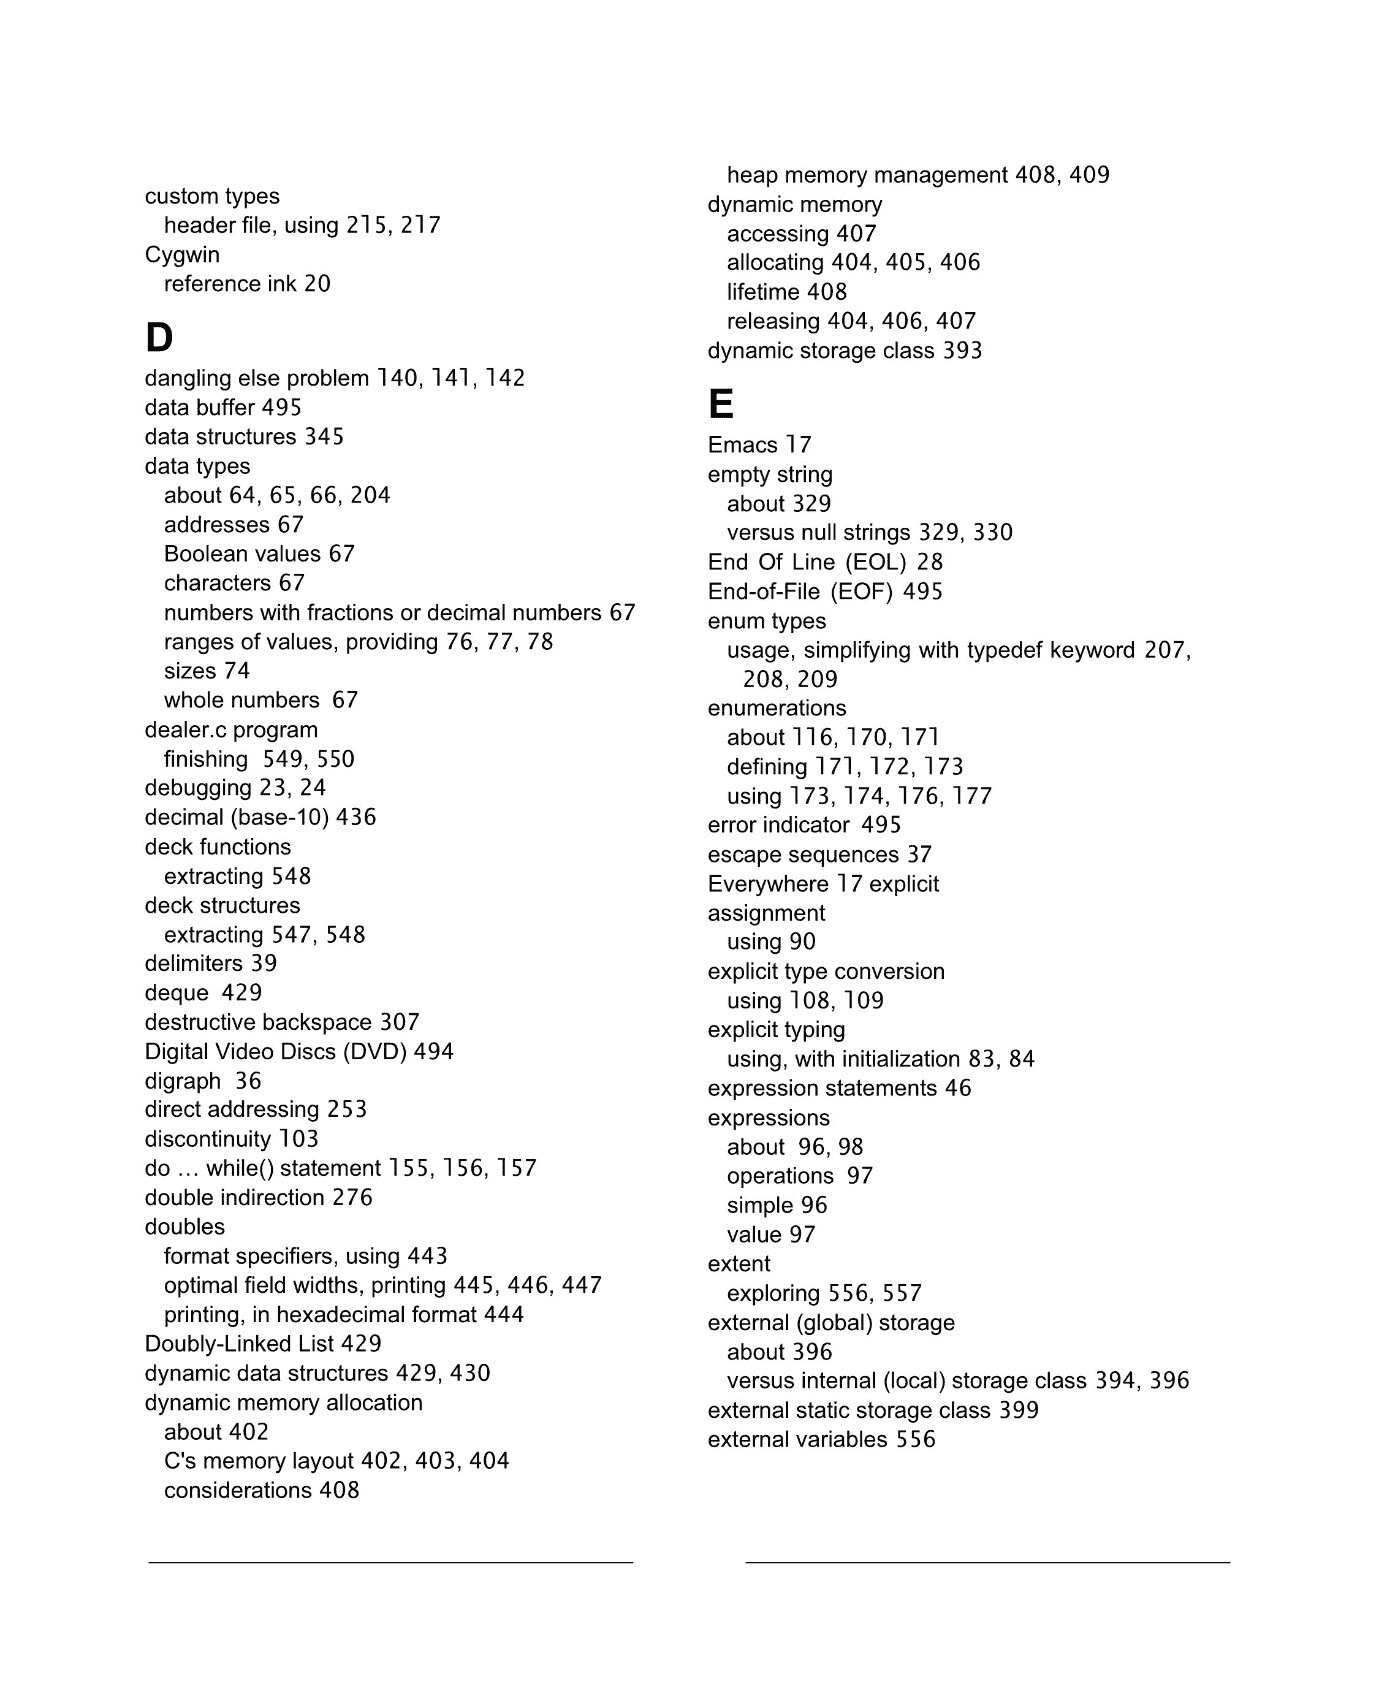 custom types
header file, using 215, 217
Cygwin
reference ink 20
D
dangling else problem 140, 141, 142
data buffer 495
data structures 345
data types
about 64, 65, 66, 204
addresses 67
Boolean values 67
characters 67
numbers with fractions or decimal numbers 67
ranges of values, providing 76, 77, 78
sizes 74
whole numbers 67
dealer.c program
finishing 549, 550
debugging 23, 24
decimal (base-10) 436
deck functions
extracting 548
deck structures
extracting 547, 548
delimiters 39
deque 429
destructive backspace 307
Digital Video Discs (DVD) 494
digraph 36
direct addressing 253
discontinuity 103
do … while() statement 155, 156, 157
double indirection 276
doubles
format specifiers, using 443
optimal field widths, printing 445, 446, 447
printing, in hexadecimal format 444
Doubly-Linked List 429
dynamic data structures 429, 430
dynamic memory allocation
about 402
C's memory layout 402, 403, 404
considerations 408
heap memory management 408, 409
dynamic memory
accessing 407
allocating 404, 405, 406
lifetime 408
releasing 404, 406, 407
dynamic storage class 393
E
Emacs 17
empty string
about 329
versus null strings 329, 330
End Of Line (EOL) 28
End-of-File (EOF) 495
enum types
usage, simplifying with typedef keyword 207,
208, 209
enumerations
about 116, 170, 171
defining 171, 172, 173
using 173, 174, 176, 177
error indicator 495
escape sequences 37
Everywhere 17 explicit
assignment
using 90
explicit type conversion
using 108, 109
explicit typing
using, with initialization 83, 84
expression statements 46
expressions
about 96, 98
operations 97
simple 96
value 97
extent
exploring 556, 557
external (global) storage
about 396
versus internal (local) storage class 394, 396
external static storage class 399
external variables 556